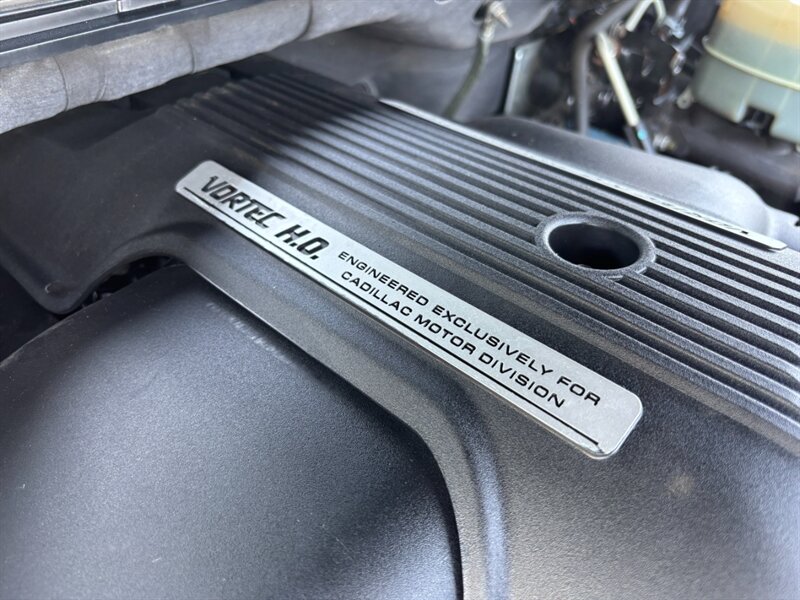 VORTEC H.O.
ENGINEERED EXCLUSIVELY FOR
CADILLAC MOTOR DIVISION